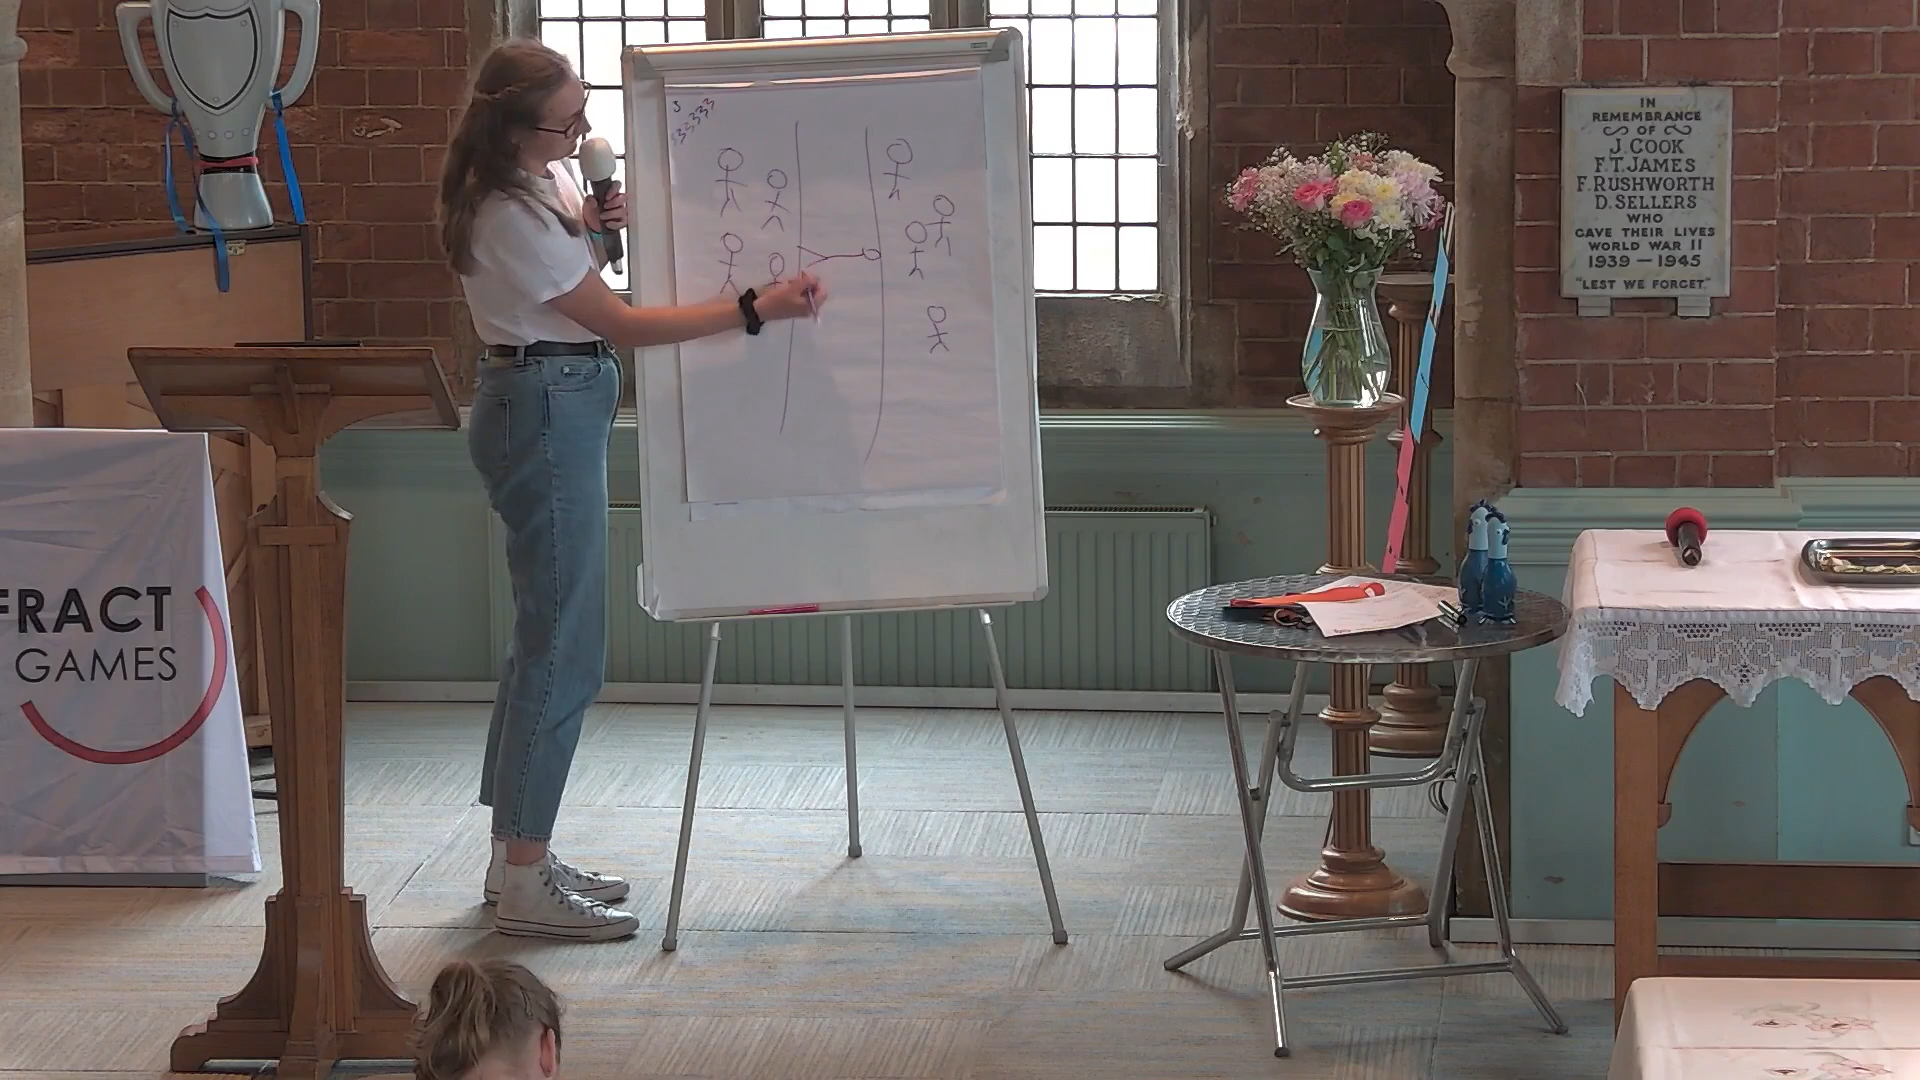 FRACT
GAMES
J
333333
IN
REMEMBRANCE
OF
J. COOK
F.T. JAMES
F. RUSHWORTH
D. SELLERS
WHO
GAVE THEIR LIVES
WORLD WAR II
1939 — 1945
"LEST WE FORGET"